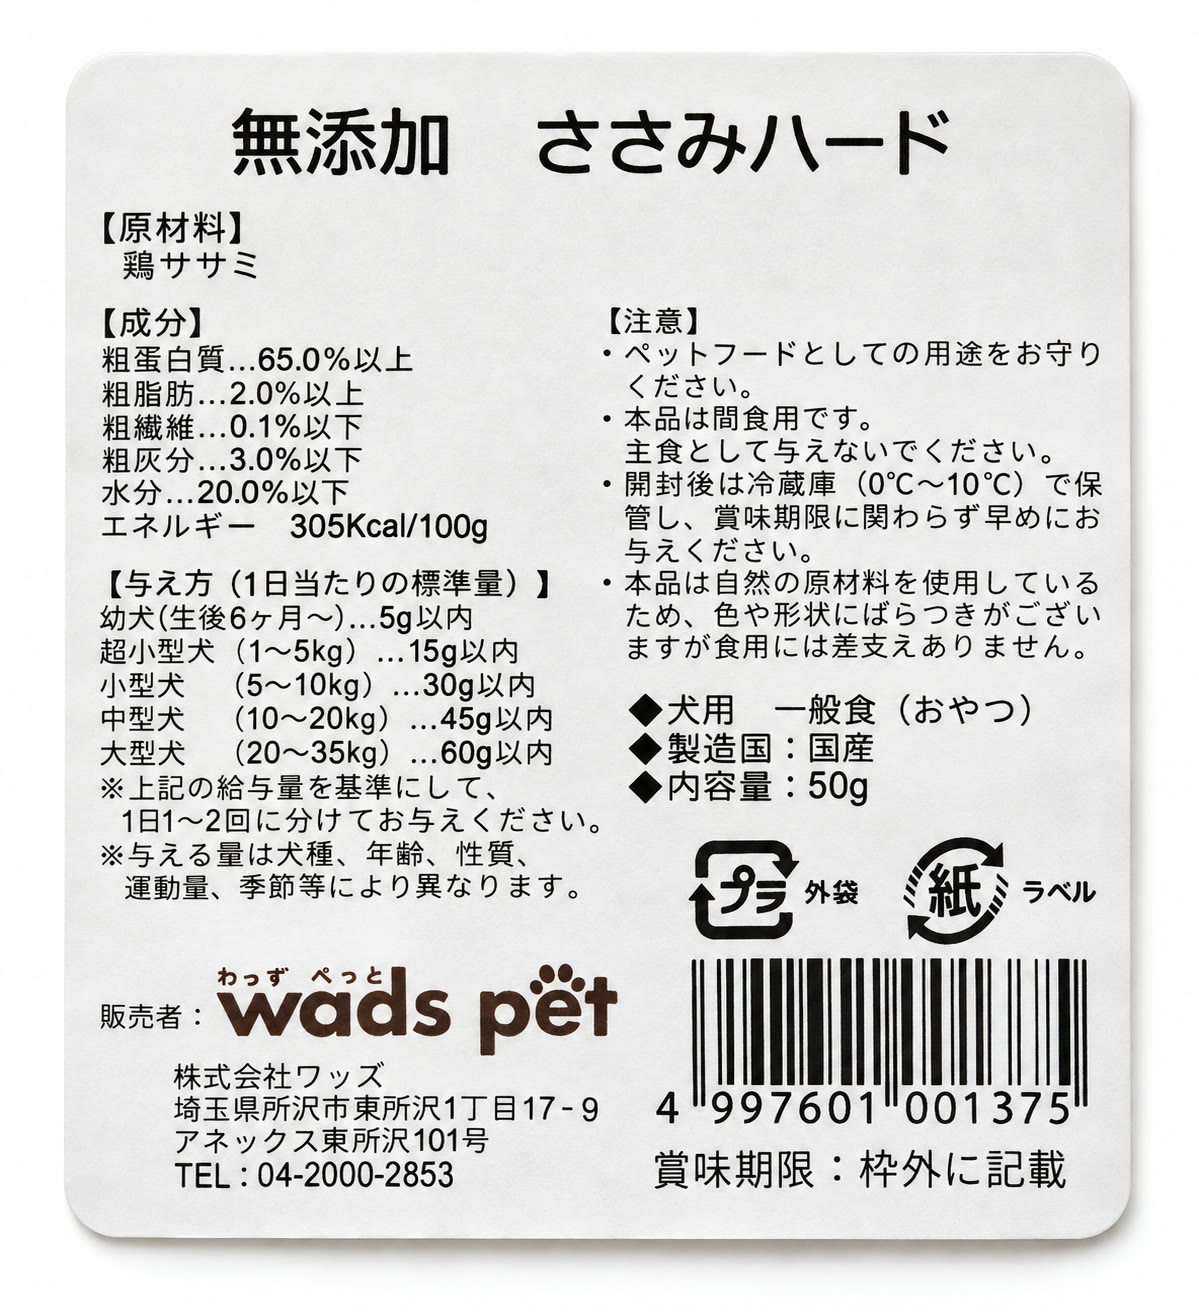 無添加　ささみハード
【原材料】
鶏ササミ
【成分】
粗蛋白質…65.0%以上
粗脂肪…2.0%以上
粗繊維…0.1%以下
粗灰分…3.0%以下
水分…20.0%以下
エネルギー　305Kcal/100g
【与え方（1日当たりの標準量）】
幼犬(生後6ヶ月～)…5g以内
超小型犬（1～5kg）…15g以内
小型犬　（5～10kg）…30g以内
中型犬　（10～20kg）…45g以内
大型犬　（20～35kg）…60g以内
※上記の給与量を基準にして、
1日1～2回に分けてお与えください。
※与える量は犬種、年齢、性質、
運動量、季節等により異なります。
【注意】
・ペットフードとしての用途をお守り
ください。
・本品は間食用です。
主食として与えないでください。
・開封後は冷蔵庫（0℃～10℃）で保
管し、賞味期限に関わらず早めにお
与えください。
・本品は自然の原材料を使用している
ため、色や形状にばらつきがござい
ますが食用には差支えありません。
◆犬用　一般食（おやつ）
◆製造国：国産
◆内容量：50g
プラ 外袋
紙 ラベル
わっず ぺっと
販売者：wads pet
株式会社ワッズ
埼玉県所沢市東所沢1丁目17-9
アネックス東所沢101号
TEL：04-2000-2853
4 997601 001375
賞味期限：枠外に記載